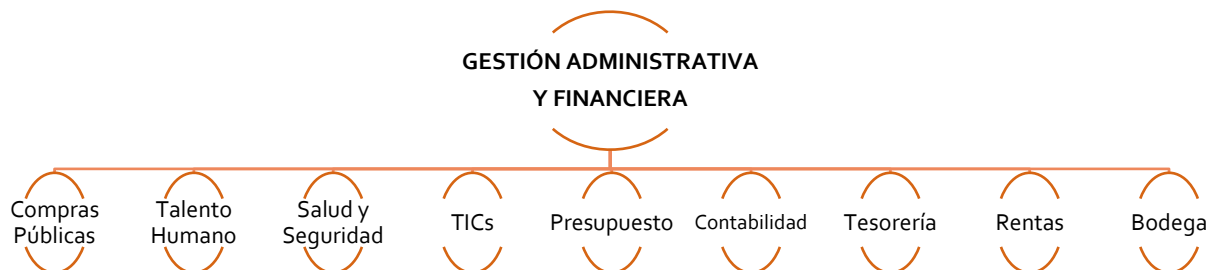 GESTIÓN ADMINISTRATIVA
Y FINANCIERA
Compras
Públicas
Talento
Humano
Salud y
Seguridad
TICs
Presupuesto
Contabilidad
Tesorería
Rentas
Bodega